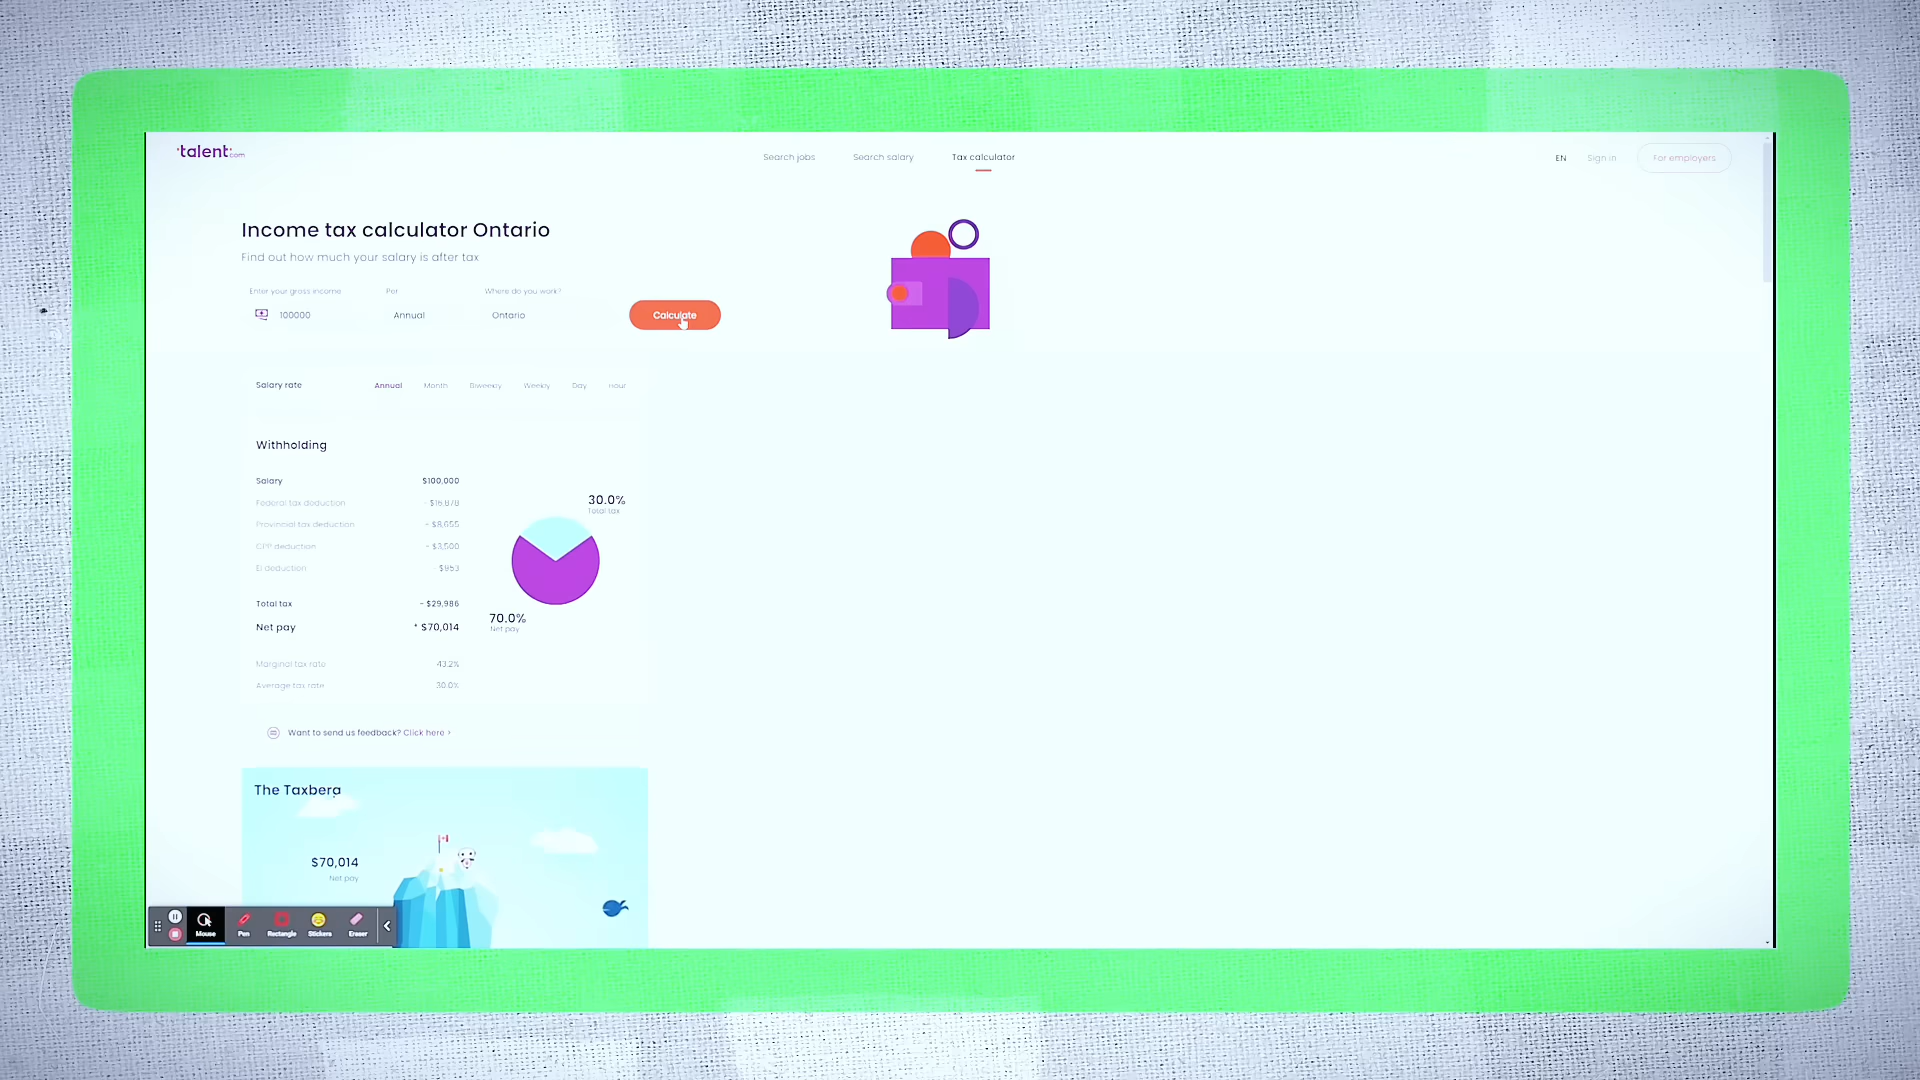 talent.com
Search jobs Search salary Tax calculator
EN Sign in For employers
Income tax calculator Ontario
Find out how much your salary is after tax
Enter your gross income Per Where do you work?
100000 Annual Ontario Calculate
Salary rate Annual Month Biweekly Weekly Day Hour
Withholding
Salary $100,000
Federal tax deduction
Provincial tax deduction - $8,655
CPP deduction - $3,500
EI deduction - $953
30.0%
Total tax
Total tax - $29,986
Net pay * $70,014
70.0%
Net pay
Marginal tax rate 43.2%
Average tax rate 30.0%
Want to send us feedback? Click here >
The Taxberg
$70,014
Net pay
Mouse Pen Rectangle Stickers Eraser